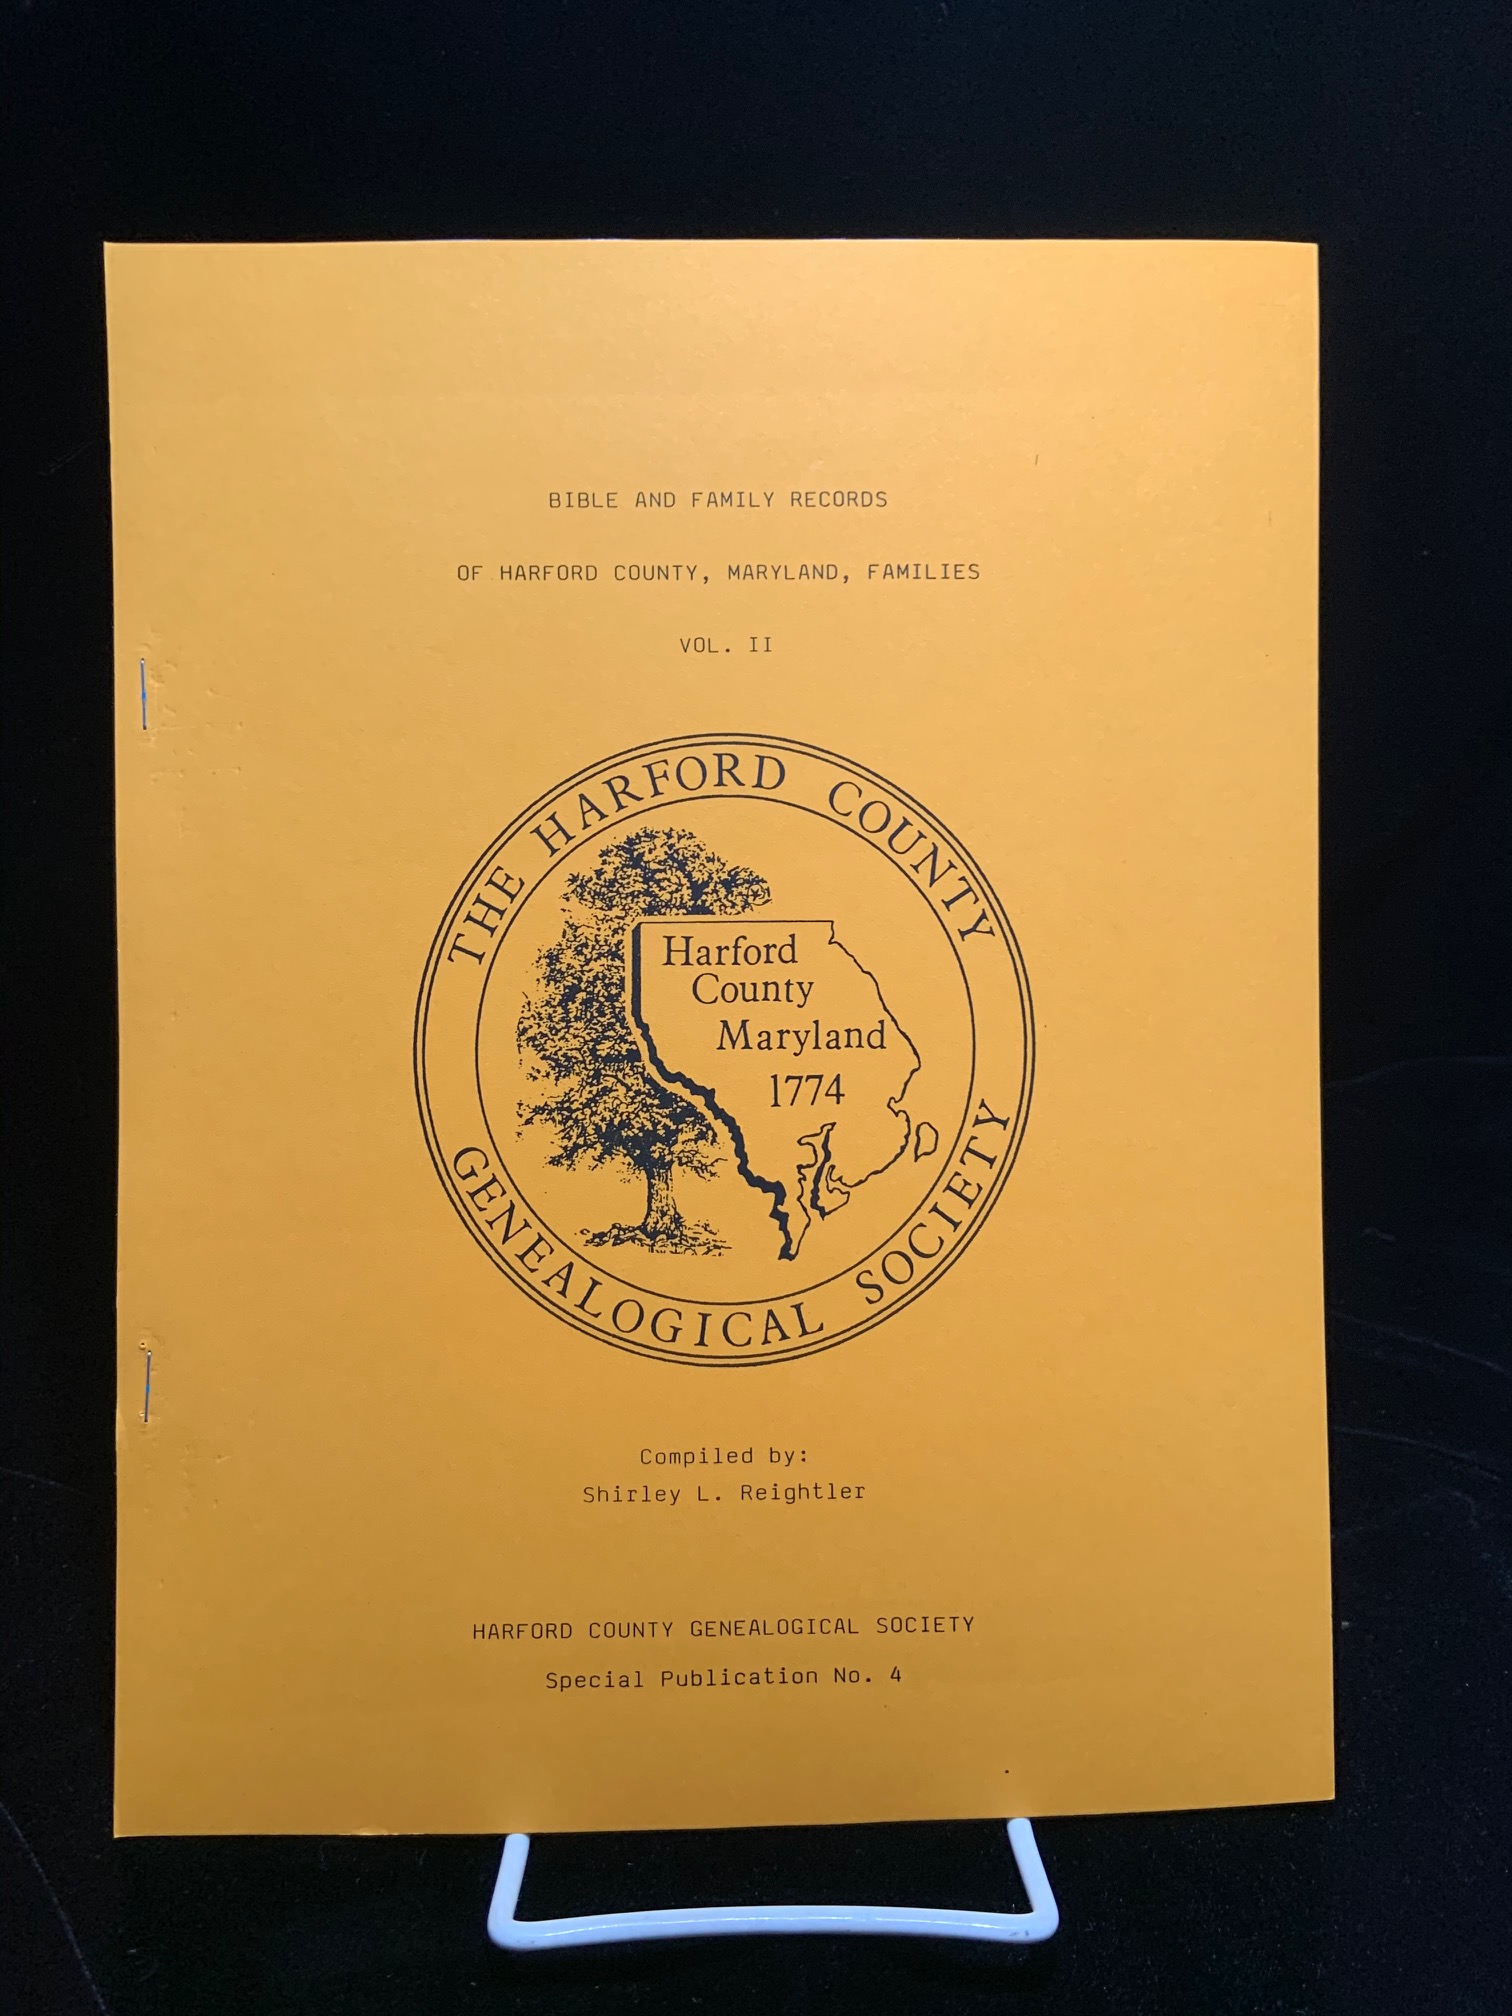 BIBLE AND FAMILY RECORDS
OF HARFORD COUNTY, MARYLAND, FAMILIES
VOL. II
THE HARFORD COUNTY
GENEALOGICAL SOCIETY
Harford
County
Maryland
1774
Compiled by:
Shirley L. Reightler
HARFORD COUNTY GENEALOGICAL SOCIETY
Special Publication No. 4